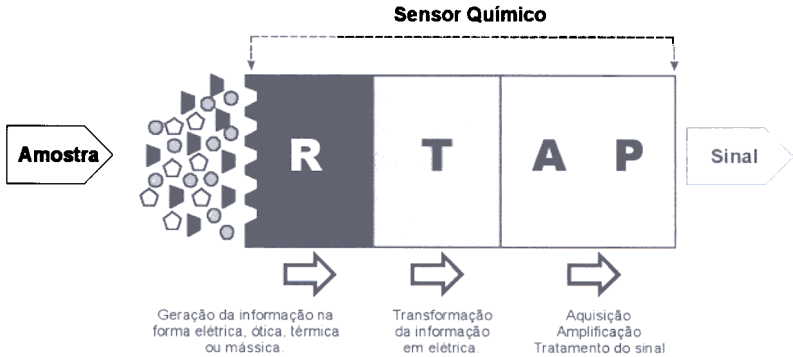 Sensor Químico
Amostra
R
T
A P
Sinal
Geração da informação na
forma elétrica, ótica, térmica
ou mássica.
Transformação
da informação
em elétrica.
Aquisição
Amplificação
Tratamento do sinal